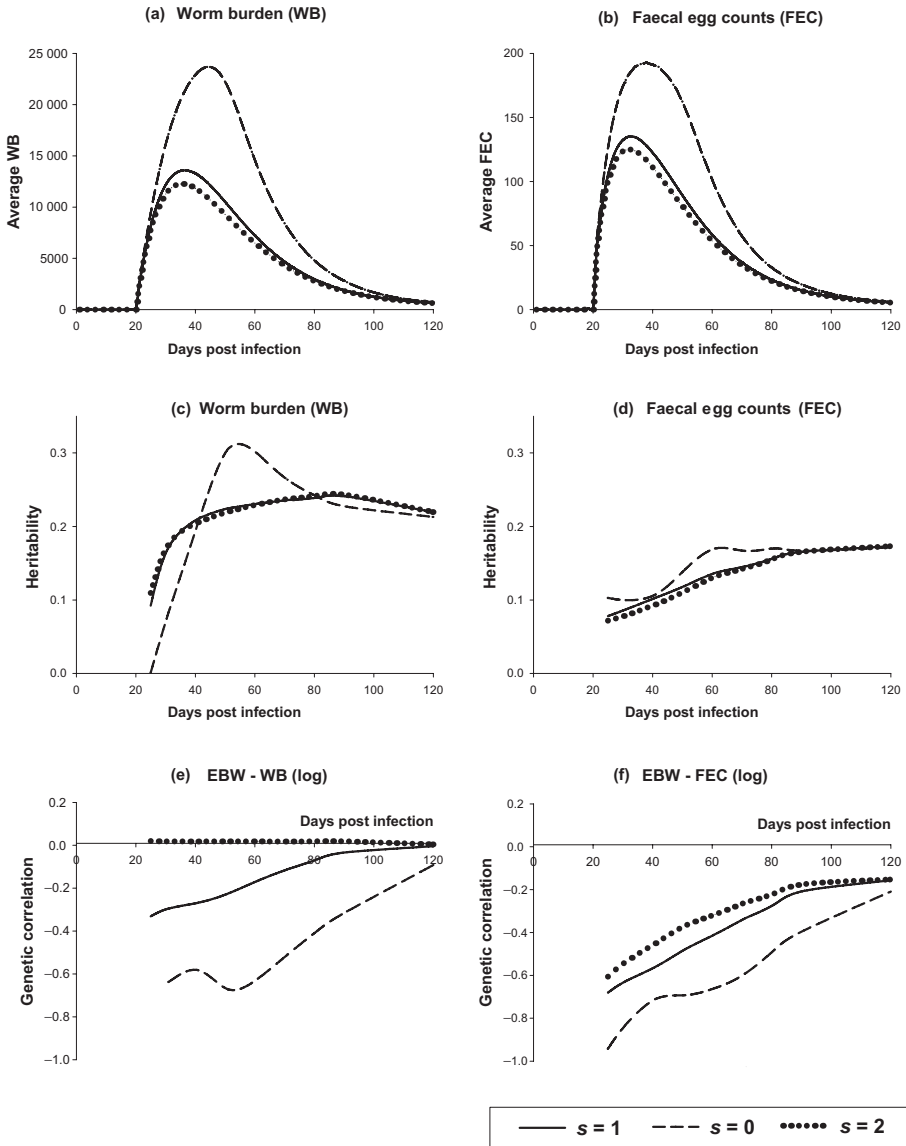 (a) Worm burden (WB)
Average WB
25 000
20 000
15 000
10 000
5000
0
0 20 40 60 80 100 120
Days post infection
(b) Faecal egg counts (FEC)
Average FEC
200
150
100
50
0
0 20 40 60 80 100 120
Days post infection
(c) Worm burden (WB)
Heritability
0.3
0.2
0.1
0.0
0 20 40 60 80 100 120
Days post infection
(d) Faecal egg counts (FEC)
Heritability
0.3
0.2
0.1
0.0
0 20 40 60 80 100 120
Days post infection
(e) EBW - WB (log)
Genetic correlation
0.2
0.0
−0.2
−0.4
−0.6
−0.8
−1.0
Days post infection
0 20 40 60 80 100 120
(f) EBW - FEC (log)
Genetic correlation
0.2
0.0
−0.2
−0.4
−0.6
−0.8
−1.0
Days post infection
0 20 40 60 80 100 120
s = 1 s = 0 s = 2